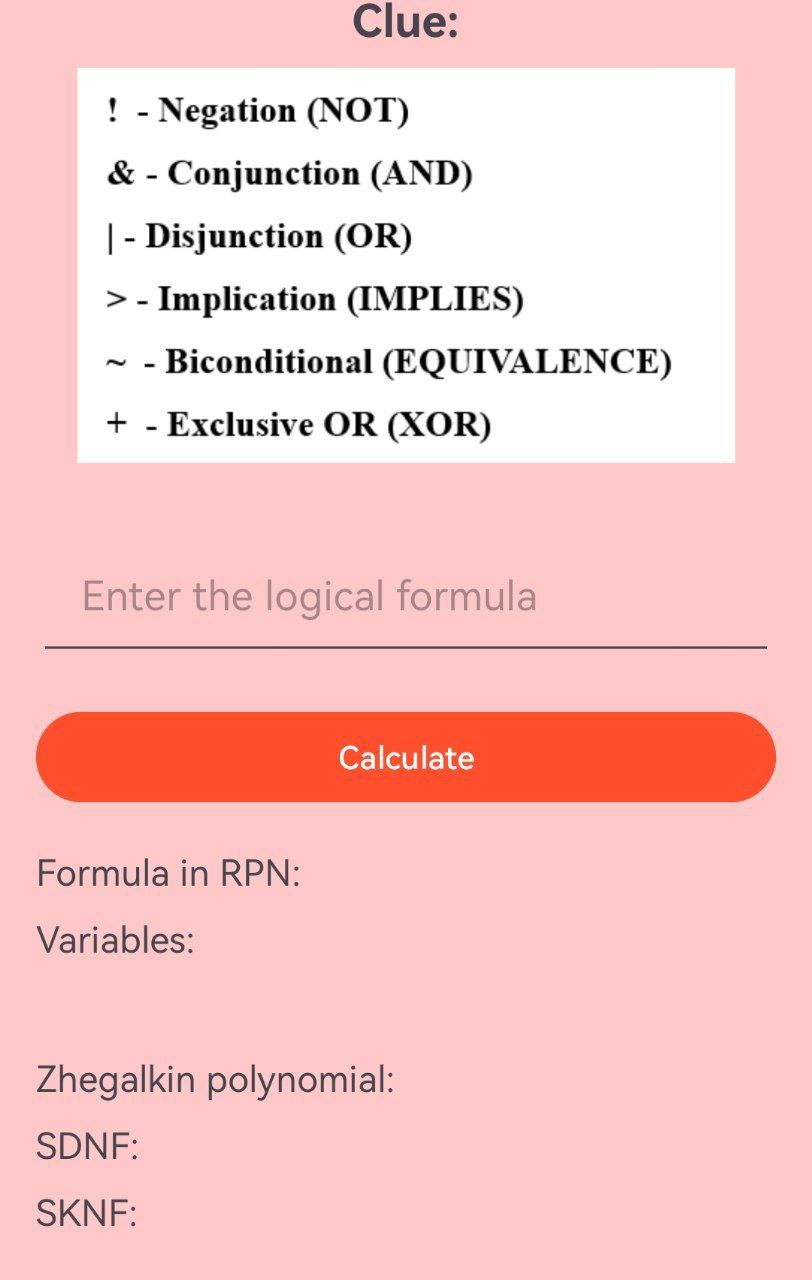 Clue:
! - Negation (NOT)
& - Conjunction (AND)
| - Disjunction (OR)
> - Implication (IMPLIES)
~ - Biconditional (EQUIVALENCE)
+ - Exclusive OR (XOR)
Enter the logical formula
Calculate
Formula in RPN:
Variables:
Zhegalkin polynomial:
SDNF:
SKNF: